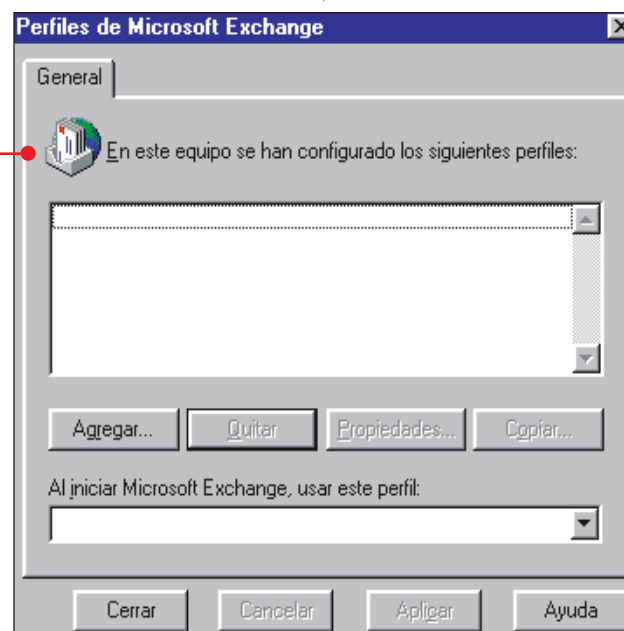 Perfiles de Microsoft Exchange
General
En este equipo se han configurado los siguientes perfiles:
Agregar... Quitar Propiedades... Copiar...
Al iniciar Microsoft Exchange, usar este perfil:
Cerrar Cancelar Aplicar Ayuda